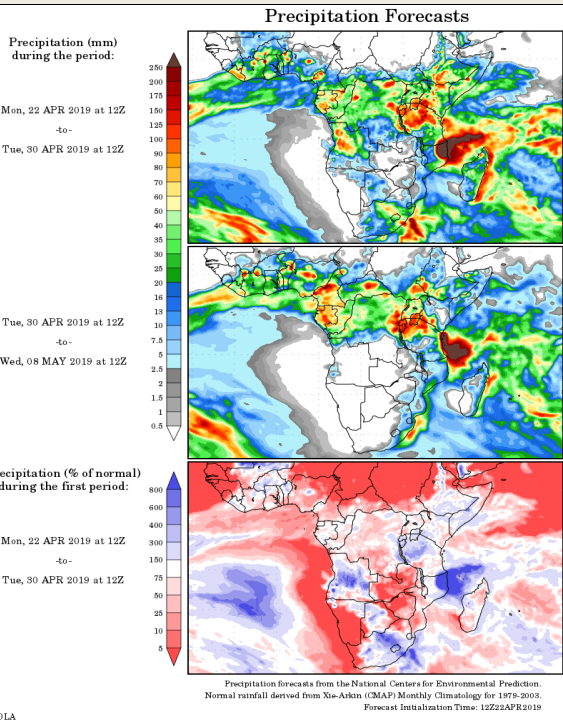 Precipitation Forecasts
Precipitation (mm)
during the period:
Mon, 22 APR 2019 at 12Z
-to-
Tue, 30 APR 2019 at 12Z
250
200
175
150
125
100
90
80
70
60
50
40
35
30
25
20
16
13
10
7.5
5
2.5
2
1.5
1
0.5
Tue, 30 APR 2019 at 12Z
-to-
Wed, 08 MAY 2019 at 12Z
ecipitation (% of normal)
during the first period:
Mon, 22 APR 2019 at 12Z
-to-
Tue, 30 APR 2019 at 12Z
800
600
400
300
150
75
50
25
10
5
Precipitation forecasts from the National Centers for Environmental Prediction.
Normal rainfall derived from Xie-Arkin (CMAP) Monthly Climatology for 1979-2003.
Forecast Initialization Time: 12Z22APR2019
OLA